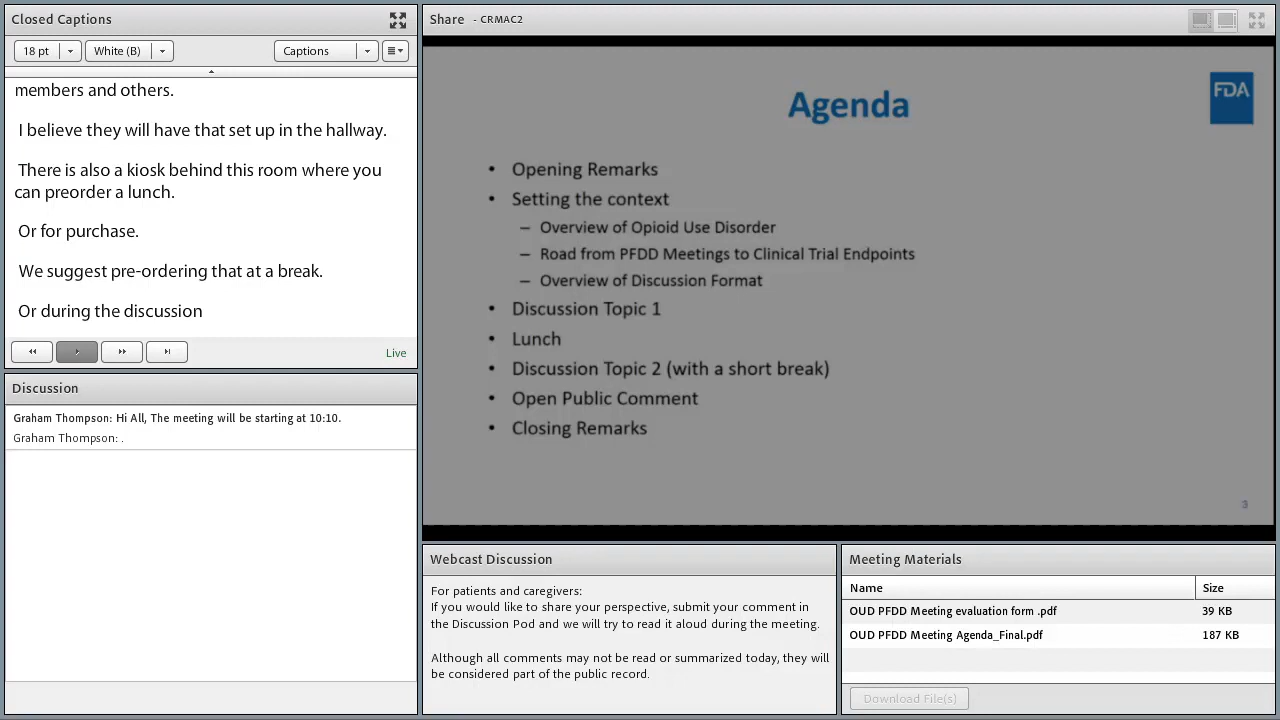 Closed Captions
18 pt
White (B)
Captions
members and others.
I believe they will have that set up in the hallway.
There is also a kiosk behind this room where you
can preorder a lunch.
Or for purchase.
We suggest pre-ordering that at a break.
Or during the discussion
Live
Discussion
Graham Thompson: Hi All, The meeting will be starting at 10:10.
Graham Thompson: .
Share - CRMAC2
Agenda
FDA
• Opening Remarks
• Setting the context
– Overview of Opioid Use Disorder
– Road from PFDD Meetings to Clinical Trial Endpoints
– Overview of Discussion Format
• Discussion Topic 1
• Lunch
• Discussion Topic 2 (with a short break)
• Open Public Comment
• Closing Remarks
3
Webcast Discussion
For patients and caregivers:
If you would like to share your perspective, submit your comment in
the Discussion Pod and we will try to read it aloud during the meeting.
Although all comments may not be read or summarized today, they will
be considered part of the public record.
Meeting Materials
Name Size
OUD PFDD Meeting evaluation form .pdf 39 KB
OUD PFDD Meeting Agenda_Final.pdf 187 KB
Download File(s)